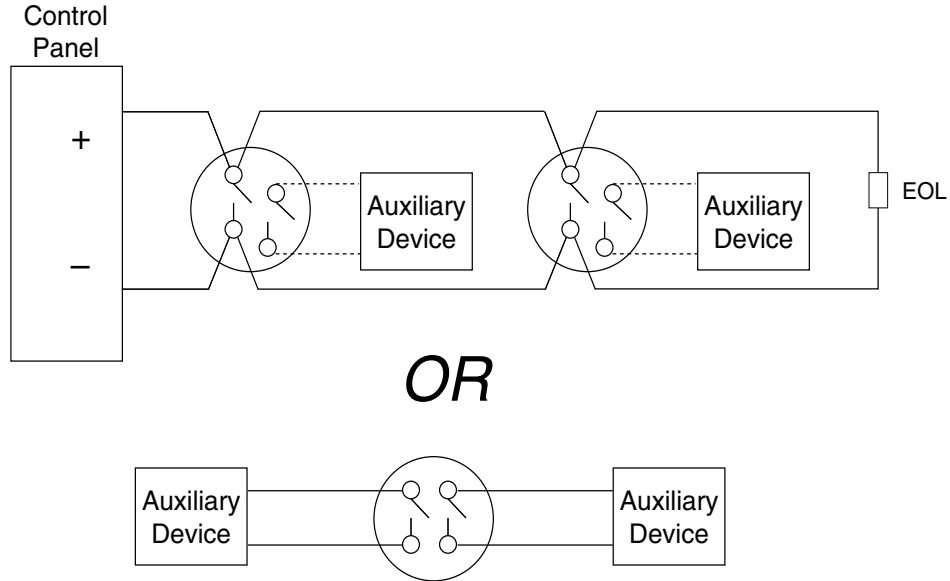 Control
Panel
+
−
Auxiliary
Device
Auxiliary
Device
EOL
OR
Auxiliary
Device
Auxiliary
Device